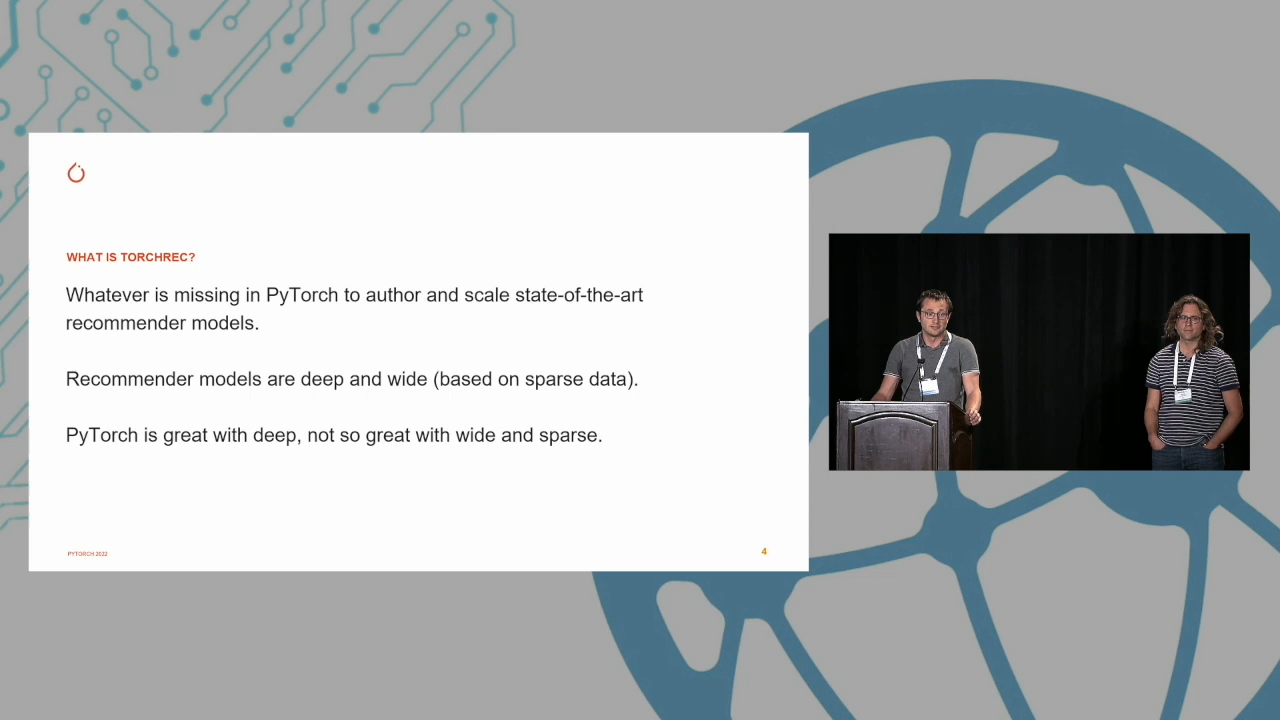 WHAT IS TORCHREC?
Whatever is missing in PyTorch to author and scale state-of-the-art
recommender models.
Recommender models are deep and wide (based on sparse data).
PyTorch is great with deep, not so great with wide and sparse.
PYTORCH 2022
4